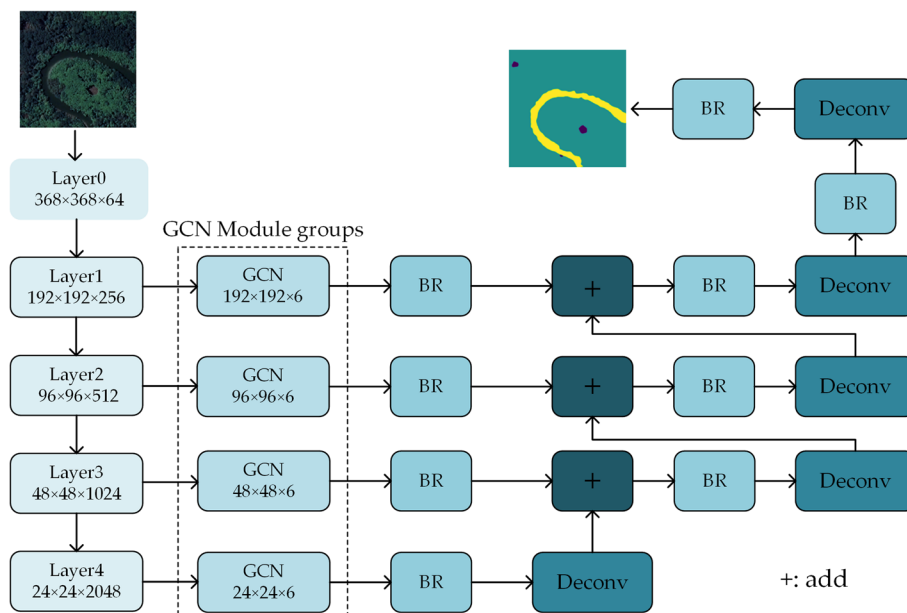 BR
Deconv
Layer0
368×368×64
BR
GCN Module groups
Layer1
192×192×256
GCN
192×192×6
BR
+
BR
Deconv
Layer2
96×96×512
GCN
96×96×6
BR
+
BR
Deconv
Layer3
48×48×1024
GCN
48×48×6
BR
+
BR
Deconv
Layer4
24×24×2048
GCN
24×24×6
BR
Deconv
+: add